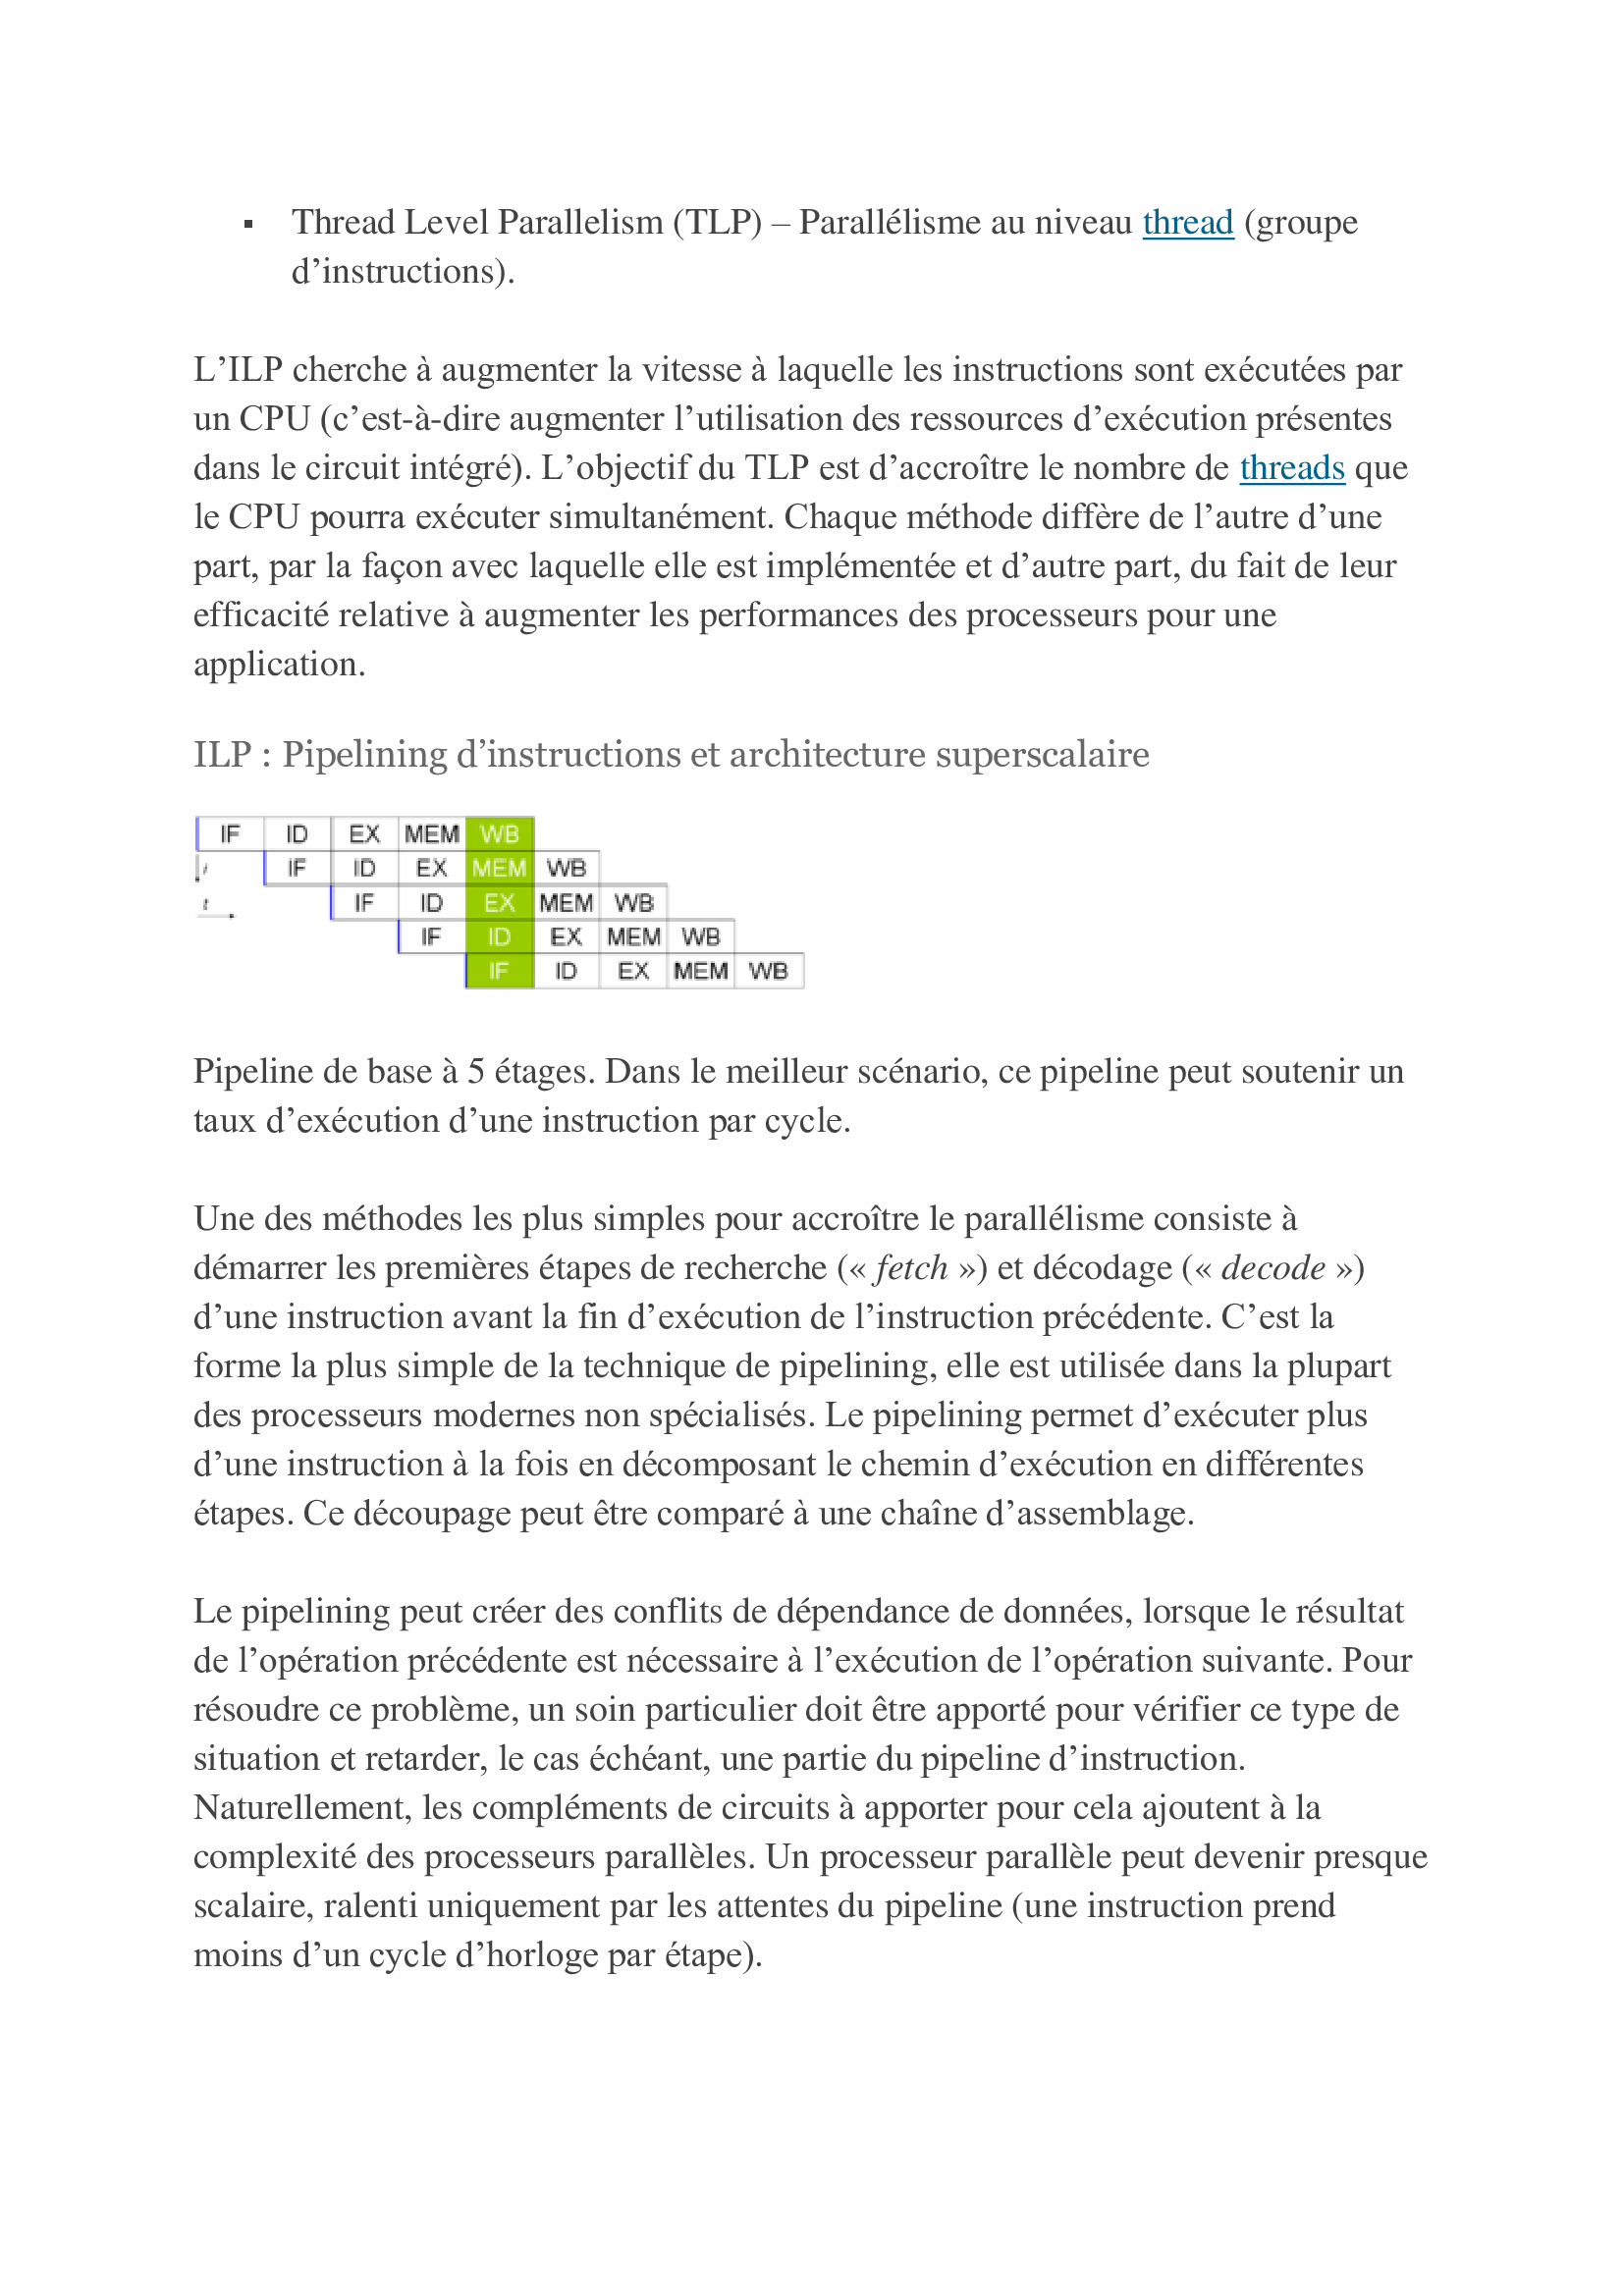 ▪ Thread Level Parallelism (TLP) – Parallélisme au niveau thread (groupe
d’instructions).
L’ILP cherche à augmenter la vitesse à laquelle les instructions sont exécutées par
un CPU (c’est-à-dire augmenter l’utilisation des ressources d’exécution présentes
dans le circuit intégré). L’objectif du TLP est d’accroître le nombre de threads que
le CPU pourra exécuter simultanément. Chaque méthode diffère de l’autre d’une
part, par la façon avec laquelle elle est implémentée et d’autre part, du fait de leur
efficacité relative à augmenter les performances des processeurs pour une
application.
ILP : Pipelining d’instructions et architecture superscalaire
IF ID EX MEM WB
i IF ID EX MEM WB
t IF ID EX MEM WB
IF ID EX MEM WB
IF ID EX MEM WB
Pipeline de base à 5 étages. Dans le meilleur scénario, ce pipeline peut soutenir un
taux d’exécution d’une instruction par cycle.
Une des méthodes les plus simples pour accroître le parallélisme consiste à
démarrer les premières étapes de recherche (« fetch ») et décodage (« decode »)
d’une instruction avant la fin d’exécution de l’instruction précédente. C’est la
forme la plus simple de la technique de pipelining, elle est utilisée dans la plupart
des processeurs modernes non spécialisés. Le pipelining permet d’exécuter plus
d’une instruction à la fois en décomposant le chemin d’exécution en différentes
étapes. Ce découpage peut être comparé à une chaîne d’assemblage.
Le pipelining peut créer des conflits de dépendance de données, lorsque le résultat
de l’opération précédente est nécessaire à l’exécution de l’opération suivante. Pour
résoudre ce problème, un soin particulier doit être apporté pour vérifier ce type de
situation et retarder, le cas échéant, une partie du pipeline d’instruction.
Naturellement, les compléments de circuits à apporter pour cela ajoutent à la
complexité des processeurs parallèles. Un processeur parallèle peut devenir presque
scalaire, ralenti uniquement par les attentes du pipeline (une instruction prend
moins d’un cycle d’horloge par étape).